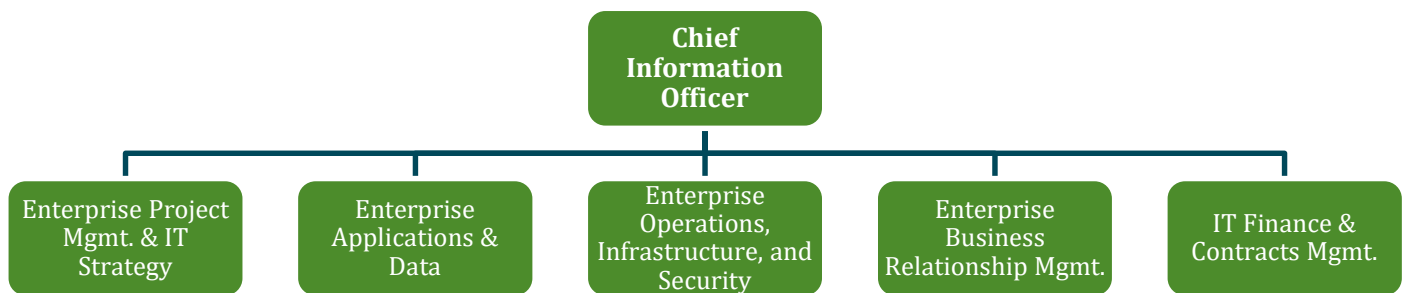 Chief
Information
Officer
Enterprise Project
Mgmt. & IT
Strategy
Enterprise
Applications &
Data
Enterprise
Operations,
Infrastructure, and
Security
Enterprise
Business
Relationship Mgmt.
IT Finance &
Contracts Mgmt.